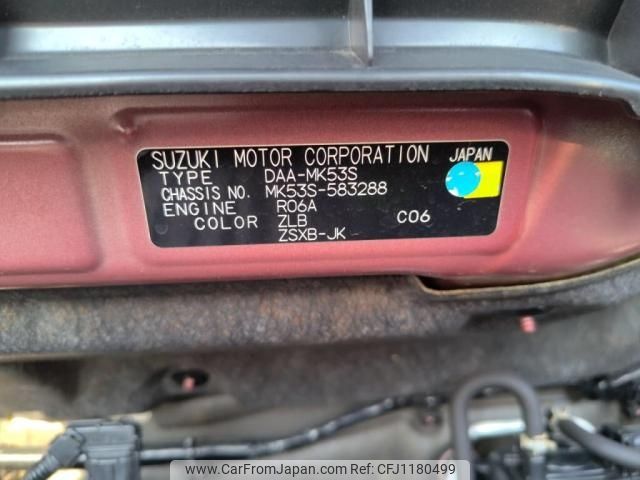 SUZUKI MOTOR CORPORATION JAPAN
TYPE DAA-MK53S
CHASSIS NO. MK53S-583288
ENGINE R06A
COLOR ZLB C06
ZSXB-JK
www.CarFromJapan.com | CFJ1180499